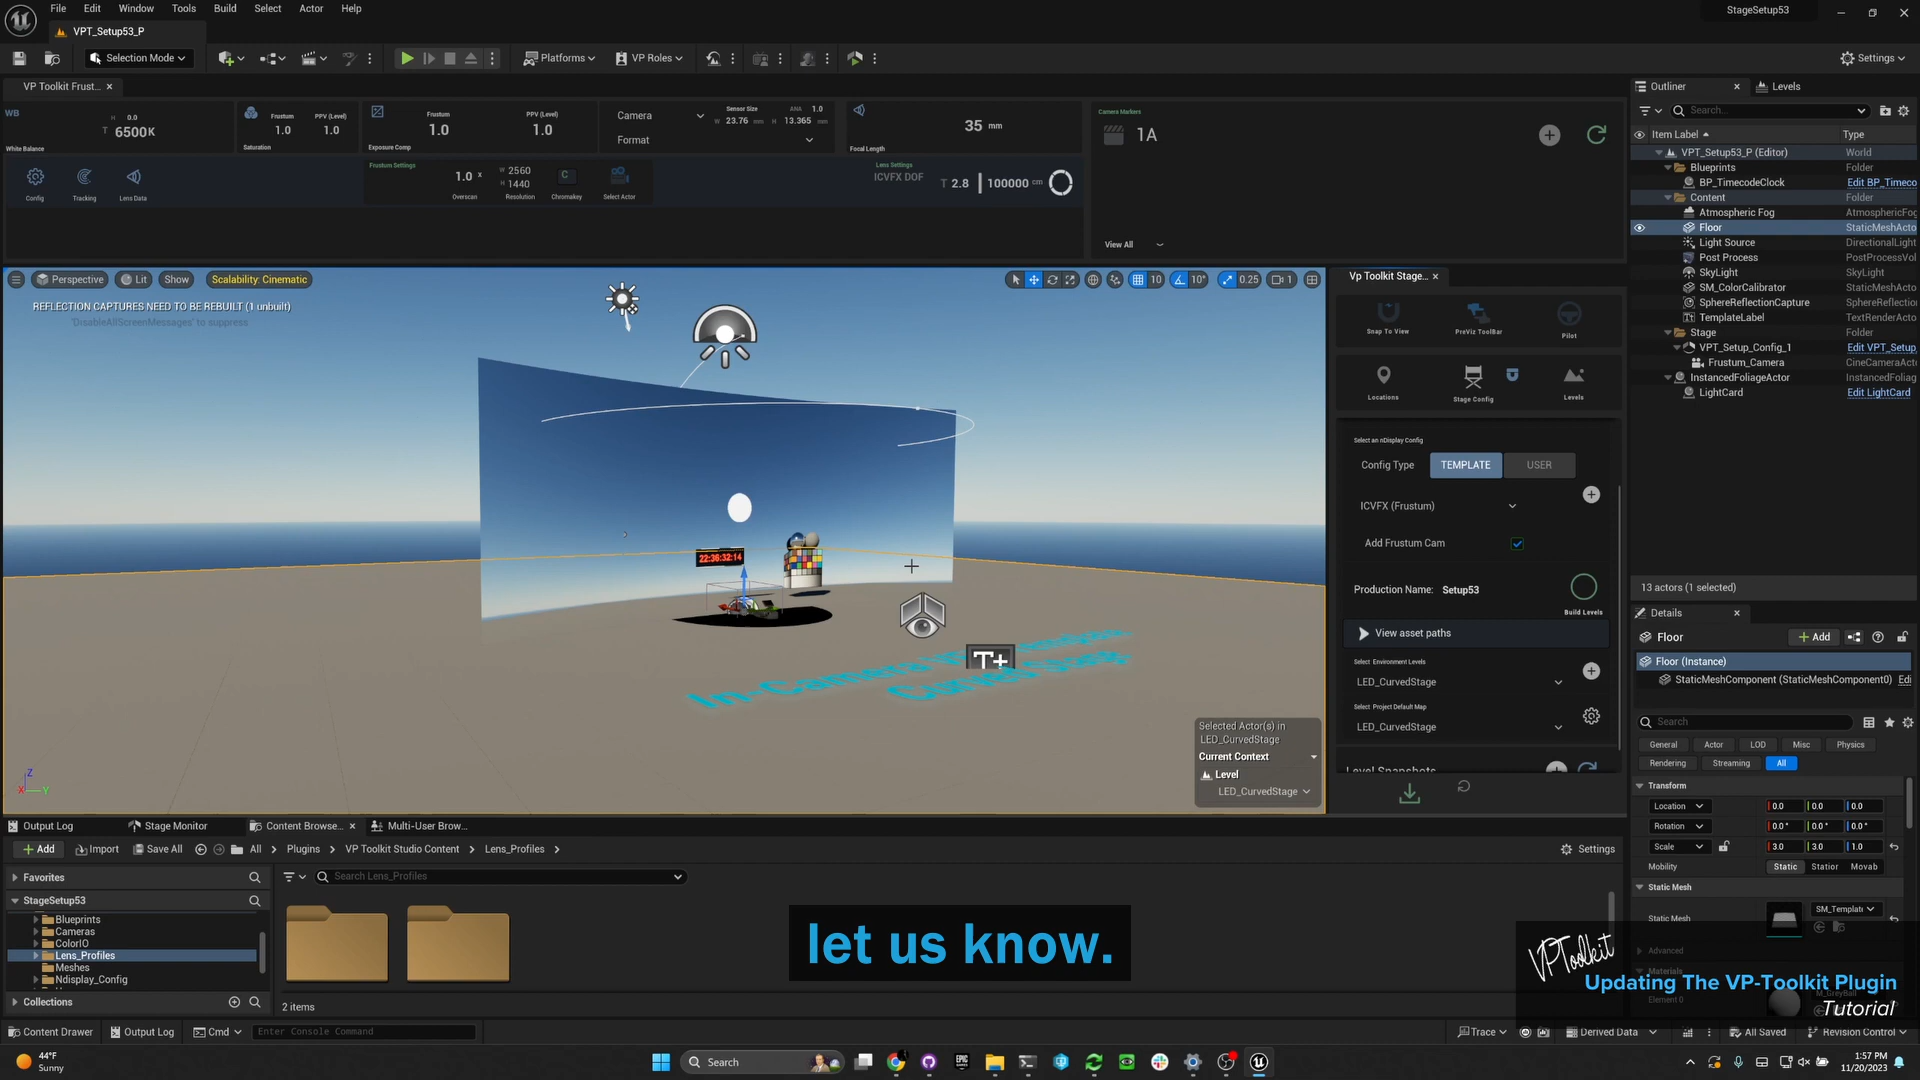 File Edit Window Tools Build Select Actor Help
StageSetup53
VPT_Setup53_P
Selection Mode
Platforms
VP Roles
Settings
VP Toolkit Frust...
WB
H 0.0
T 6500K
White Balance
Frustum
1.0
PPV (Level)
1.0
Saturation
Frustum
1.0
PPV (Level)
1.0
Exposure Comp
Camera
Format
Sensor Size
ANA 1.0
W 23.76 mm H 13.365 mm
35 mm
Focal Length
Camera Markers
1A
Config
Tracking
Lens Data
Frustum Settings
1.0 x
Overscan
W 2560
H 1440
Resolution
C
Chromakey
Select Actor
Lens Settings
ICVFX DOF
T 2.8 | 100000 cm
View All
Perspective
Lit
Show
Scalability: Cinematic
10
10°
0.25
1
REFLECTION CAPTURES NEED TO BE REBUILT (1 unbuilt)
'DisableAllScreenMessages' to suppress
22:36:32:14
T+
In-Camera
Curved Stage
Selected Actor(s) in
LED_CurvedStage
Current Context
Level
LED_CurvedStage
Z
X
Y
Vp Toolkit Stage...
Snap To View
PreViz ToolBar
Pilot
Locations
Stage Config
Levels
Select an nDisplay Config
Config Type
TEMPLATE
USER
ICVFX (Frustum)
Add Frustum Cam
Production Name: Setup53
Build Levels
View asset paths
Select Environment Levels
LED_CurvedStage
Select Project Default Map
LED_CurvedStage
Level Snapshots
Outliner
Levels
Search...
Item Label
Type
VPT_Setup53_P (Editor) World
Blueprints Folder
BP_TimecodeClock Edit BP_Timeco
Content Folder
Atmospheric Fog AtmosphericFog
Floor StaticMeshActo
Light Source DirectionalLight
Post Process PostProcessVol
SkyLight SkyLight
SM_ColorCalibrator StaticMeshActo
SphereReflectionCapture SphereReflectio
TemplateLabel TextRenderActo
Stage Folder
VPT_Setup_Config_1 Edit VPT_Setup_
Frustum_Camera CineCameraActo
InstancedFoliageActor InstancedFoliag
LightCard Edit LightCard
13 actors (1 selected)
Details
Floor
Add
Floor (Instance)
StaticMeshComponent (StaticMeshComponent0) Edi
Search
General Actor LOD Misc Physics
Rendering Streaming All
Transform
Location 0.0 0.0 0.0
Rotation 0.0° 0.0° 0.0°
Scale 3.0 3.0 1.0
Mobility Static Station Movab
Static Mesh
Static Mesh
SM_Templat
Advanced
Materials
Element 0
M_GreyBall
Output Log
Stage Monitor
Content Browse...
Multi-User Brow...
Add
Import
Save All
All > Plugins > VP Toolkit Studio Content > Lens_Profiles >
Settings
Favorites
StageSetup53
Blueprints
Cameras
ColorIO
Lens_Profiles
Meshes
Ndisplay_Config
Collections
Search Lens_Profiles
2 items
let us know.
VPToolkit
Updating The VP-Toolkit Plugin
Tutorial
Content Drawer
Output Log
Cmd
Enter Console Command
Trace
Derived Data
All Saved
Revision Control
44°F
Sunny
Search
1:57 PM
11/20/2023